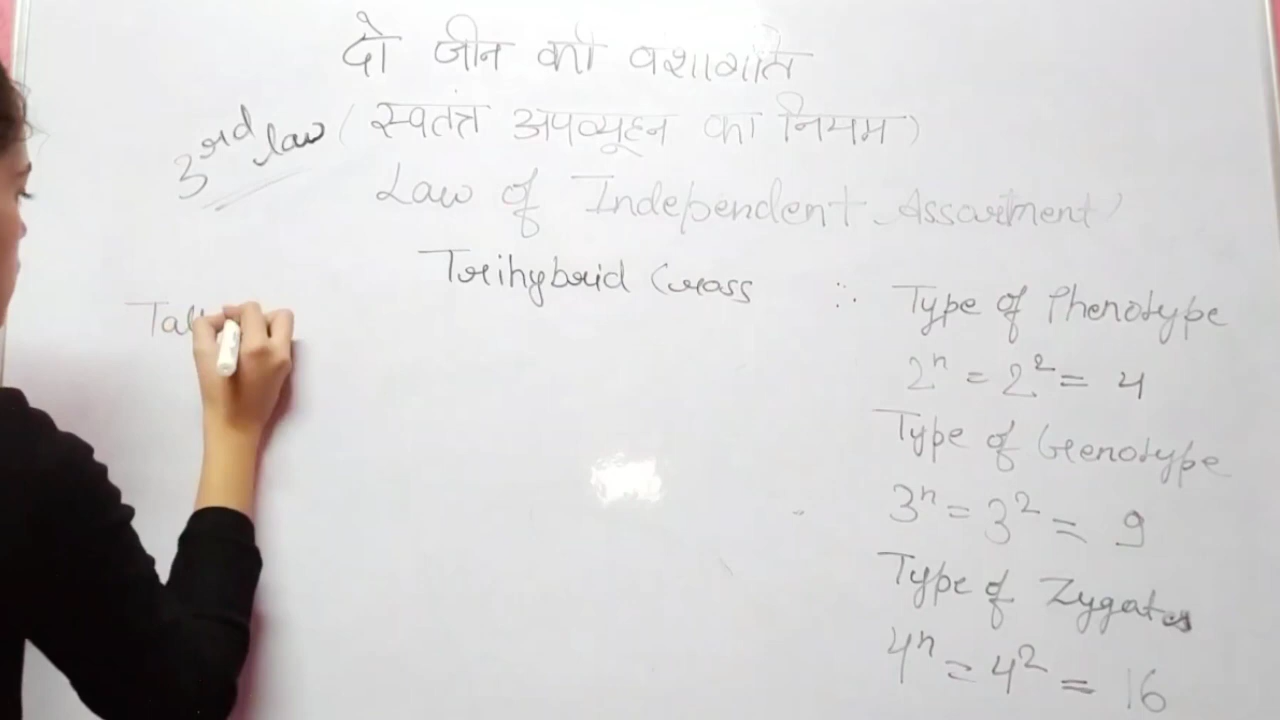 दो जीन की वंशागति
3rd law (स्वतंत्र अपव्यूहन का नियम)
Law of Independent Assortment)
Trihybrid Cross
∴ Type of Phenotype
2ⁿ = 2² = 4
Type of Genotype
3ⁿ = 3² = 9
Type of Zygotes
4ⁿ = 4² = 16